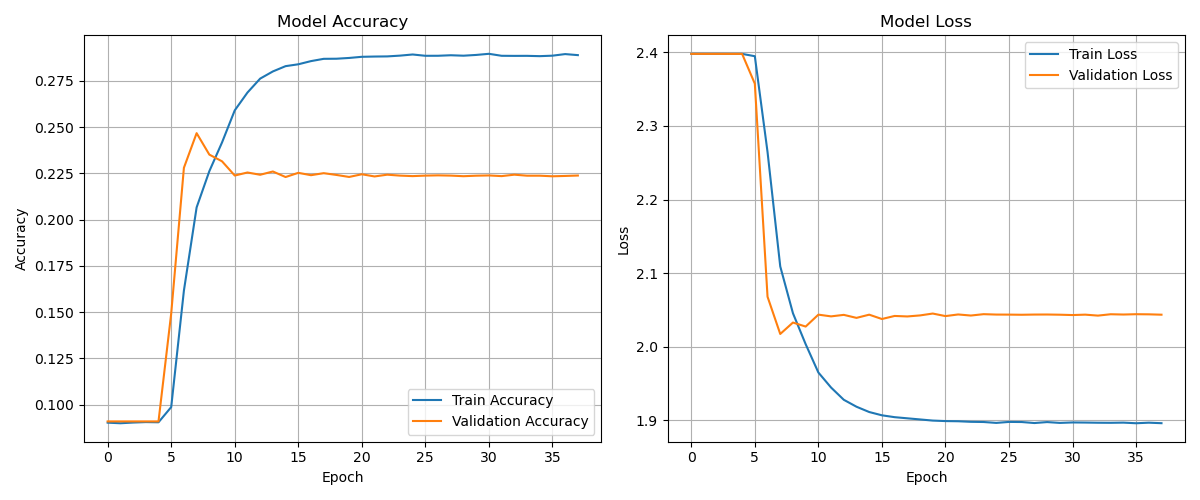 Model Accuracy
0.275
0.250
0.225
0.200
0.175
0.150
0.125
0.100
Accuracy
Train Accuracy
Validation Accuracy
0 5 10 15 20 25 30 35
Epoch
Model Loss
2.4
2.3
2.2
2.1
2.0
1.9
Loss
Train Loss
Validation Loss
0 5 10 15 20 25 30 35
Epoch